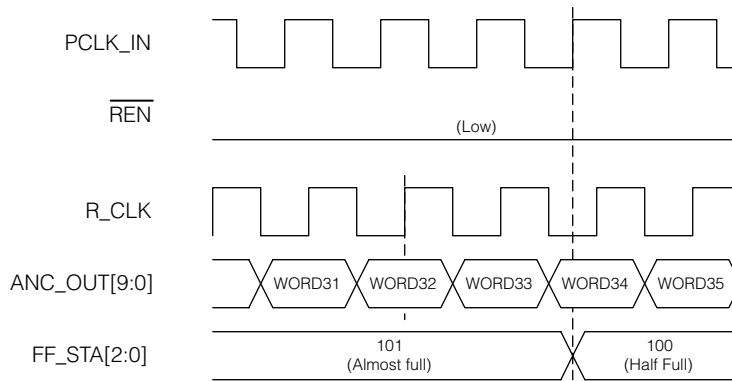 PCLK_IN
REN
(Low)
R_CLK
ANC_OUT[9:0]
WORD31
WORD32
WORD33
WORD34
WORD35
FF_STA[2:0]
101
(Almost full)
100
(Half Full)